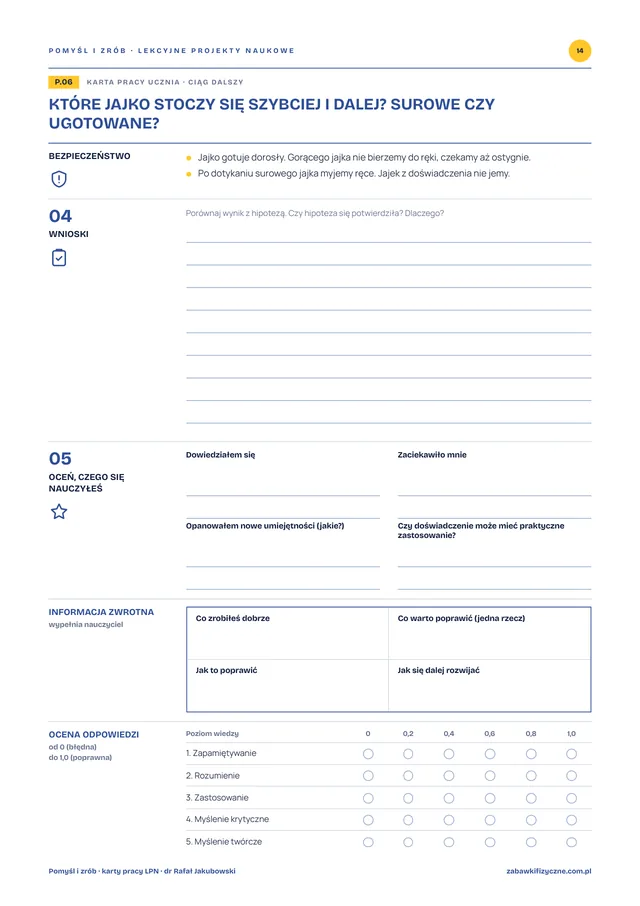 POMYŚL I ZRÓB · LEKCYJNE PROJEKTY NAUKOWE
14
P.06 KARTA PRACY UCZNIA · CIĄG DALSZY
KTÓRE JAJKO STOCZY SIĘ SZYBCIEJ I DALEJ? SUROWE CZY
UGOTOWANE?
BEZPIECZEŃSTWO
Jajko gotuje dorosły. Gorącego jajka nie bierzemy do ręki, czekamy aż ostygnie.
Po dotykaniu surowego jajka myjemy ręce. Jajek z doświadczenia nie jemy.
04
WNIOSKI
Porównaj wynik z hipotezą. Czy hipoteza się potwierdziła? Dlaczego?
05
OCEŃ, CZEGO SIĘ
NAUCZYŁEŚ
Dowiedziałem się
Zaciekawiło mnie
Opanowałem nowe umiejętności (jakie?)
Czy doświadczenie może mieć praktyczne
zastosowanie?
INFORMACJA ZWROTNA
wypełnia nauczyciel
Co zrobiłeś dobrze
Co warto poprawić (jedna rzecz)
Jak to poprawić
Jak się dalej rozwijać
OCENA ODPOWIEDZI
od 0 (błędna)
do 1,0 (poprawna)
Poziom wiedzy 0 0,2 0,4 0,6 0,8 1,0
1. Zapamiętywanie
2. Rozumienie
3. Zastosowanie
4. Myślenie krytyczne
5. Myślenie twórcze
Pomyśl i zrób · karty pracy LPN · dr Rafał Jakubowski
zabawkifizyczne.com.pl